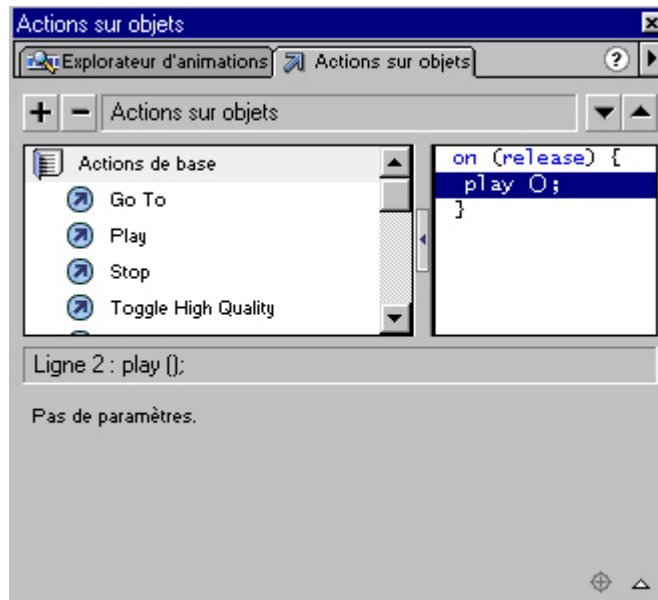 Actions sur objets
Explorateur d'animations Actions sur objets ?
Actions sur objets
Actions de base
Go To
Play
Stop
Toggle High Quality
on (release) {
play ();
}
Ligne 2 : play ();
Pas de paramètres.